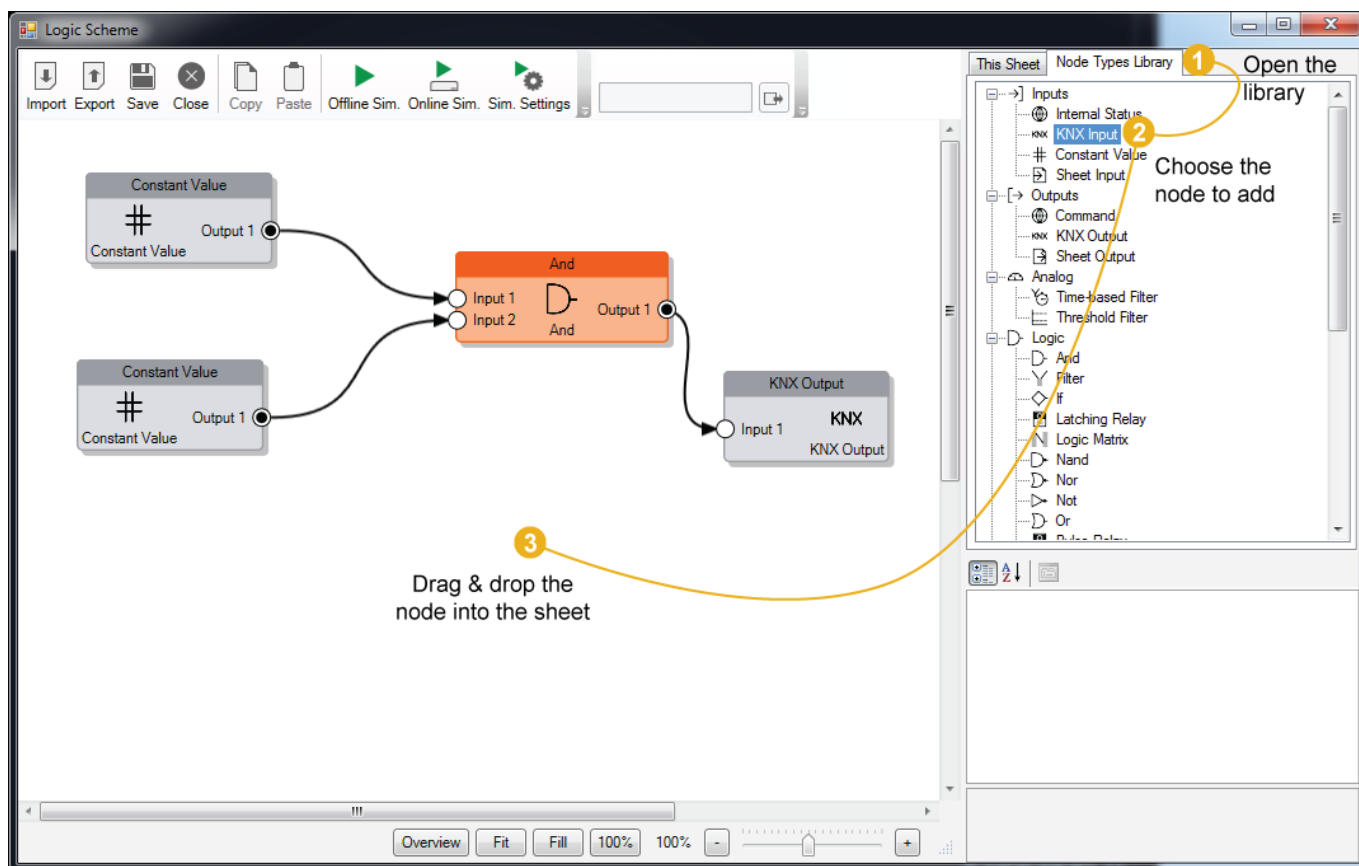 Logic Scheme
Import Export Save Close Copy Paste Offline Sim. Online Sim. Sim. Settings
This Sheet Node Types Library 1 Open the library
Inputs
Internal Status
KNX KNX Input 2
Constant Value
Sheet Input
Choose the
node to add
Outputs
Command
KNX KNX Output
Sheet Output
Analog
Time-based Filter
Threshold Filter
Logic
And
Filter
If
Latching Relay
Logic Matrix
Nand
Nor
Not
Or
Pulse Relay
Constant Value
Output 1
Constant Value
And
Input 1
Input 2
Output 1
And
Constant Value
Output 1
Constant Value
KNX Output
KNX
Input 1
KNX Output
3
Drag & drop the
node into the sheet
A
Z
Overview Fit Fill 100% 100% - +